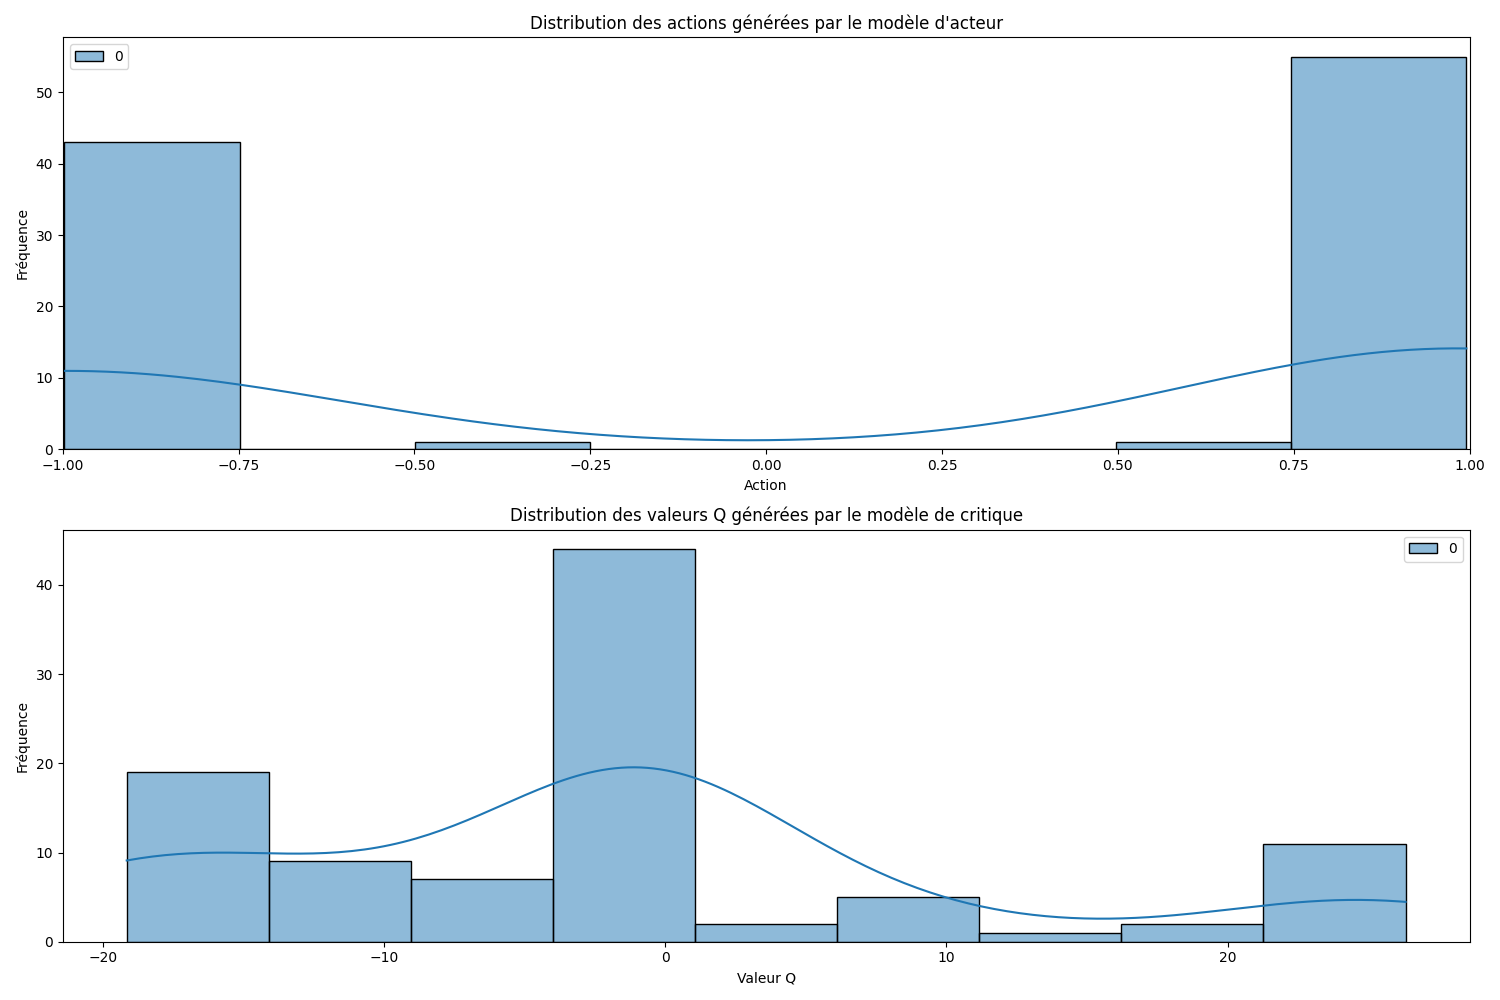 Distribution des actions générées par le modèle d'acteur
0
50
40
30
20
10
0
Fréquence
−1.00 −0.75 −0.50 −0.25 0.00 0.25 0.50 0.75 1.00
Action
Distribution des valeurs Q générées par le modèle de critique
0
40
30
20
10
0
Fréquence
−20 −10 0 10 20
Valeur Q